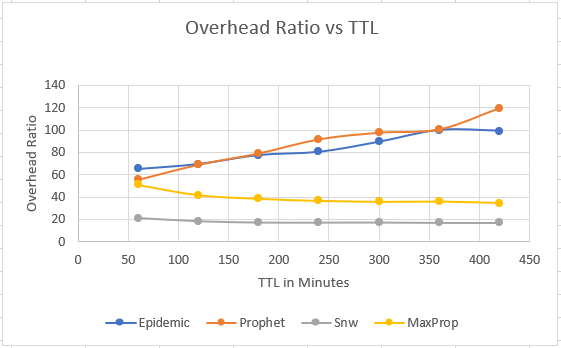 Overhead Ratio vs TTL
140
120
100
80
60
40
20
0
Overhead Ratio
0 50 100 150 200 250 300 350 400 450
TTL in Minutes
Epidemic Prophet Snw MaxProp